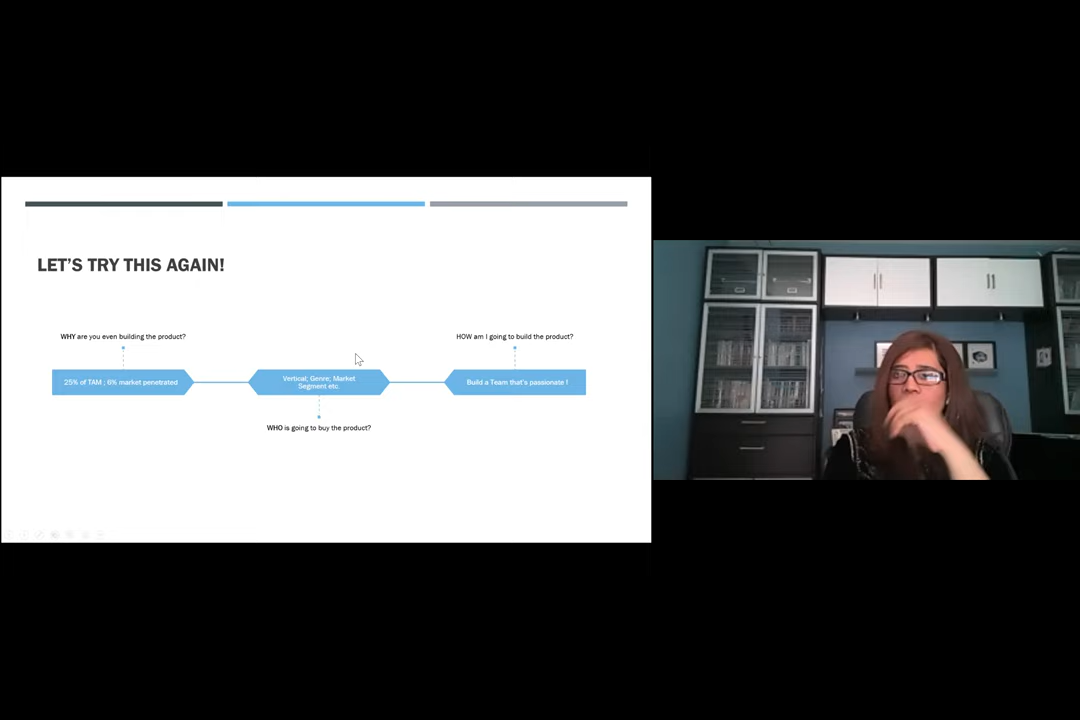 LET'S TRY THIS AGAIN!
WHY are you even building the product?
HOW am I going to build the product?
25% of TAM ; 6% market penetrated
Vertical; Genre; Market
Segment etc.
Build a Team that's passionate !
WHO is going to buy the product?